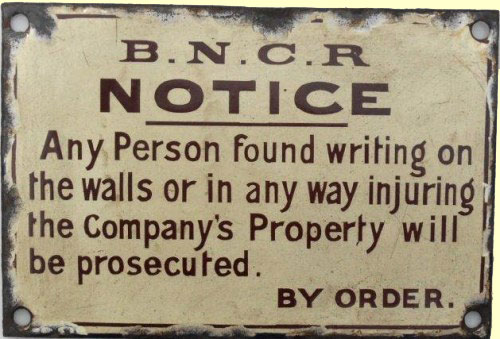 B.N.C.R
NOTICE
Any Person found writing on
the walls or in any way injuring
the Company's Property will
be prosecuted.
BY ORDER.